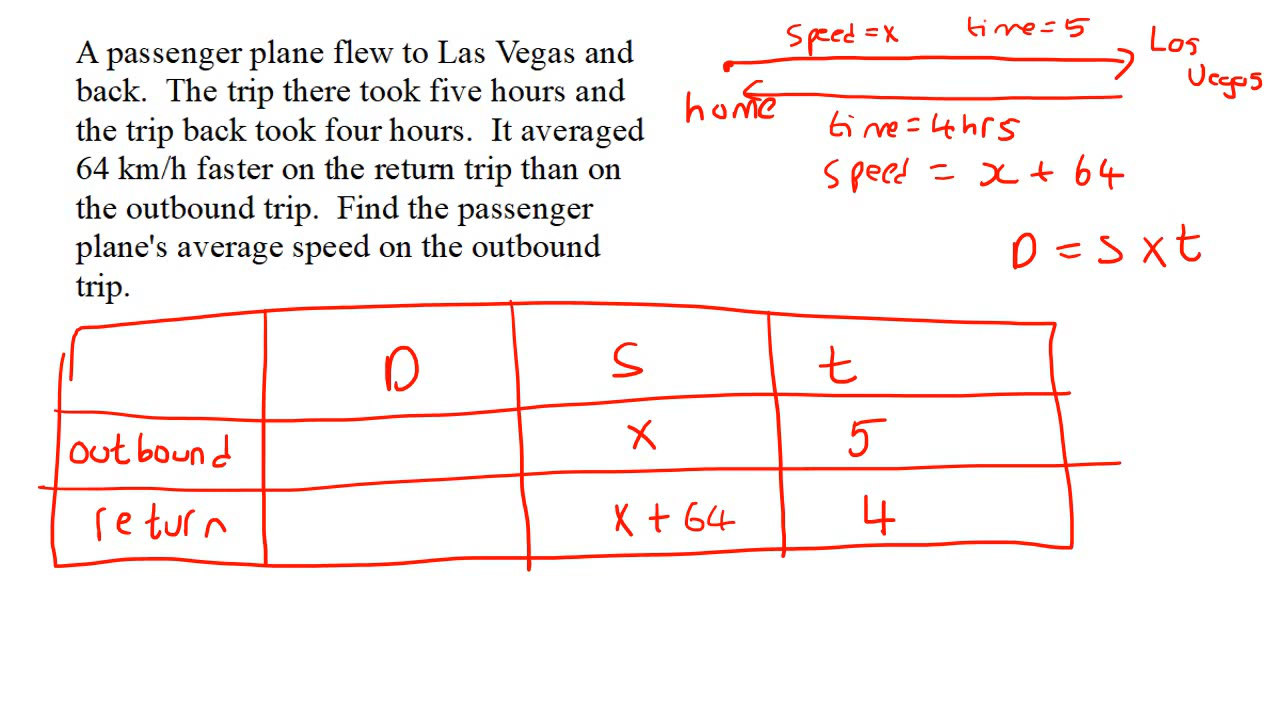 A passenger plane flew to Las Vegas and
back. The trip there took five hours and
the trip back took four hours. It averaged
64 km/h faster on the return trip than on
the outbound trip. Find the passenger
plane's average speed on the outbound
trip.
speed = x time = 5
Las
Vegas
home
time = 4 hrs
speed = x + 64
D = S x t
D S t
outbound x 5
return x + 64 4